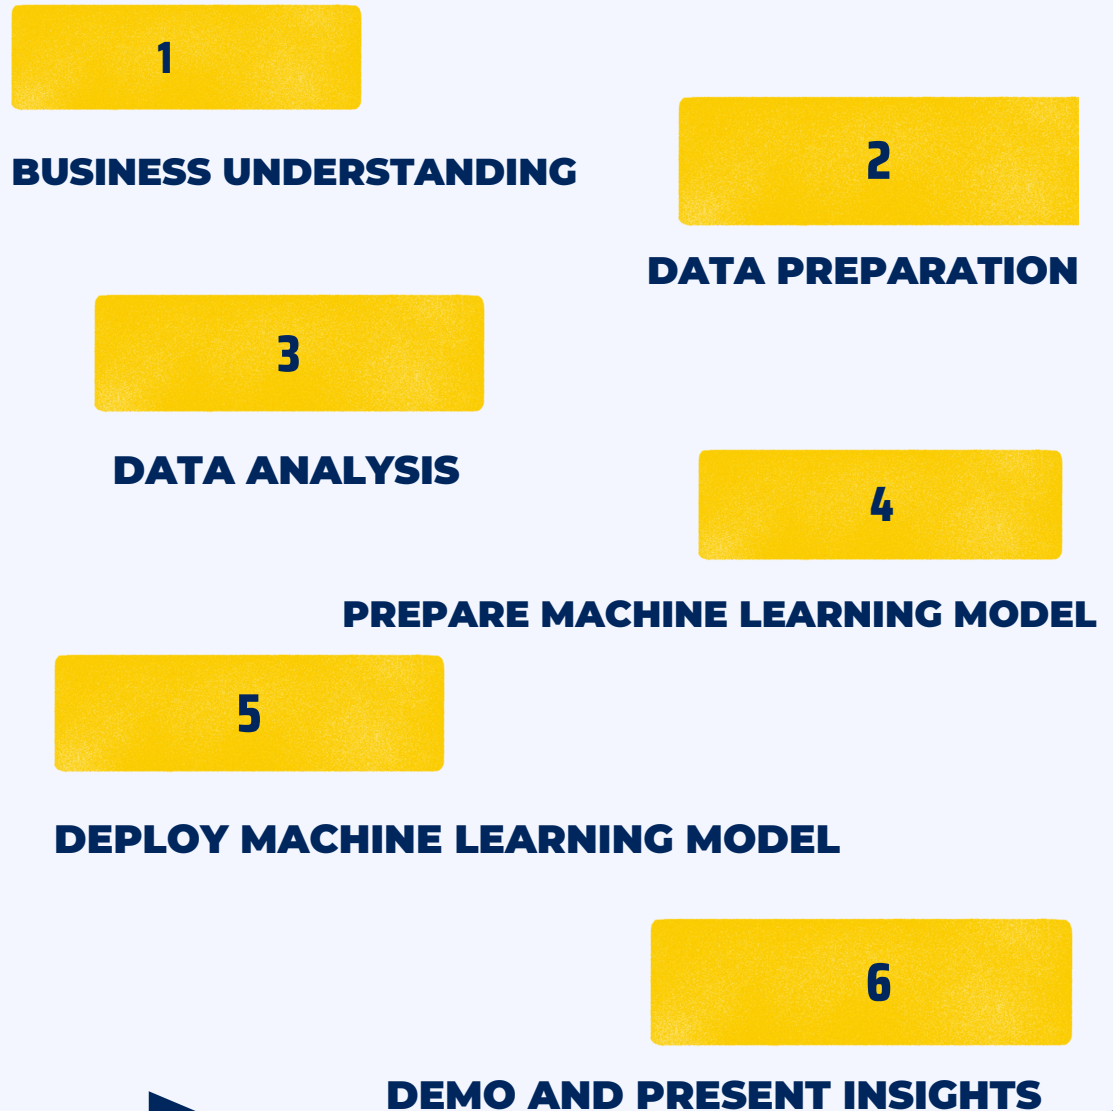 1
BUSINESS UNDERSTANDING
2
DATA PREPARATION
3
DATA ANALYSIS
4
PREPARE MACHINE LEARNING MODEL
5
DEPLOY MACHINE LEARNING MODEL
6
DEMO AND PRESENT INSIGHTS